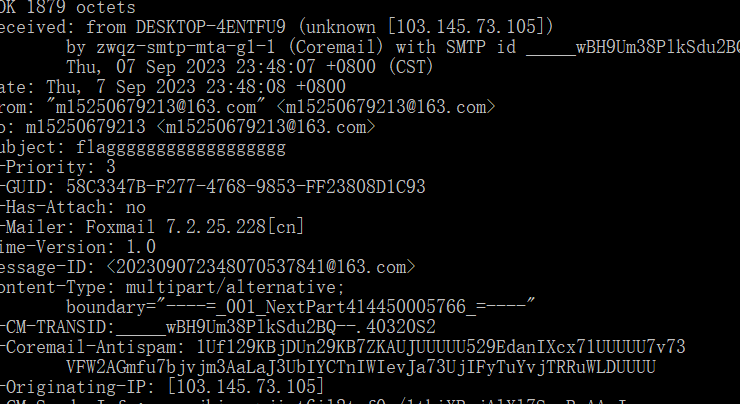 OK 1879 octets
eceived: from DESKTOP-4ENTFU9 (unknown [103.145.73.105])
by zwqz-smtp-mta-g1-1 (Coremail) with SMTP id _____wBH9Um38PlkSdu2BQ
Thu, 07 Sep 2023 23:48:07 +0800 (CST)
ate: Thu, 7 Sep 2023 23:48:08 +0800
rom: "m15250679213@163.com" <m15250679213@163.com>
o: m15250679213 <m15250679213@163.com>
ubject: flaggggggggggggggggggg
-Priority: 3
-GUID: 58C3347B-F277-4768-9853-FF23808D1C93
-Has-Attach: no
-Mailer: Foxmail 7.2.25.228[cn]
ime-Version: 1.0
essage-ID: <202309072348070537841@163.com>
ontent-Type: multipart/alternative;
boundary="----=_001_NextPart414450005766_=----"
-CM-TRANSID:_____wBH9Um38PlkSdu2BQ--.40320S2
-Coremail-Antispam: 1Uf129KBjDUn29KB7ZKAUJUUUUU529EdanIXcx71UUUUU7v73
VFW2AGmfu7bjvjm3AaLaJ3UbIYCTnIWIevJa73UjIFyTuYvjTRRuWLDUUUU
-Originating-IP: [103.145.73.105]